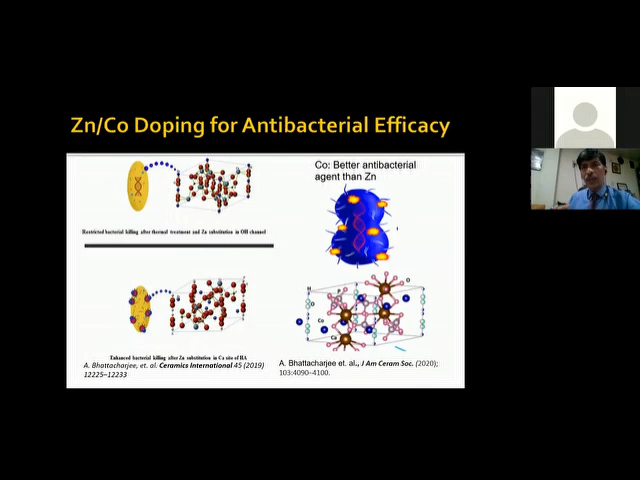 Zn/Co Doping for Antibacterial Efficacy
Restricted bacterial killing after thermal treatment and Zn substitution in OH channel
Enhanced bacterial killing after Zn substitution in Ca site of HA
A. Bhattacharjee, et. al. Ceramics International 45 (2019)
12225–12233
Co: Better antibacterial
agent than Zn
H
P
O
O
Co
Ca
A. Bhattacharjee et. al., J Am Ceram Soc. (2020);
103:4090–4100.